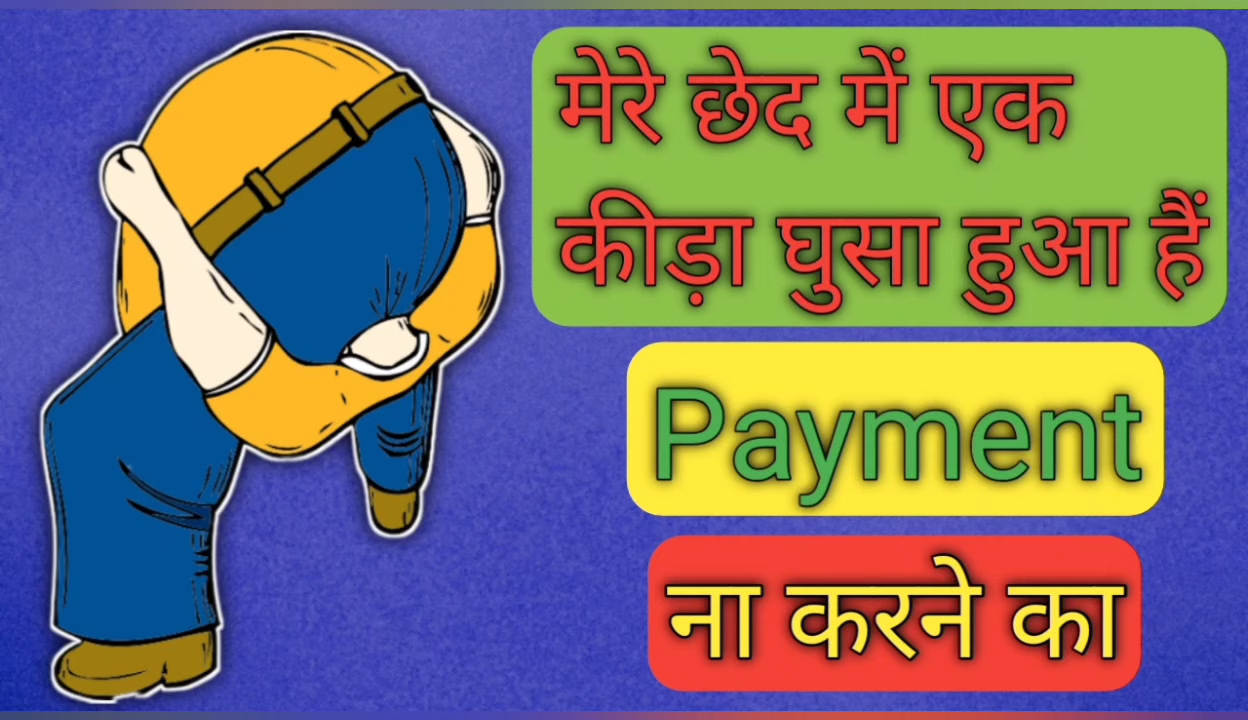 मेरे छेद में एक
कीड़ा घुसा हुआ हैं
Payment
ना करने का